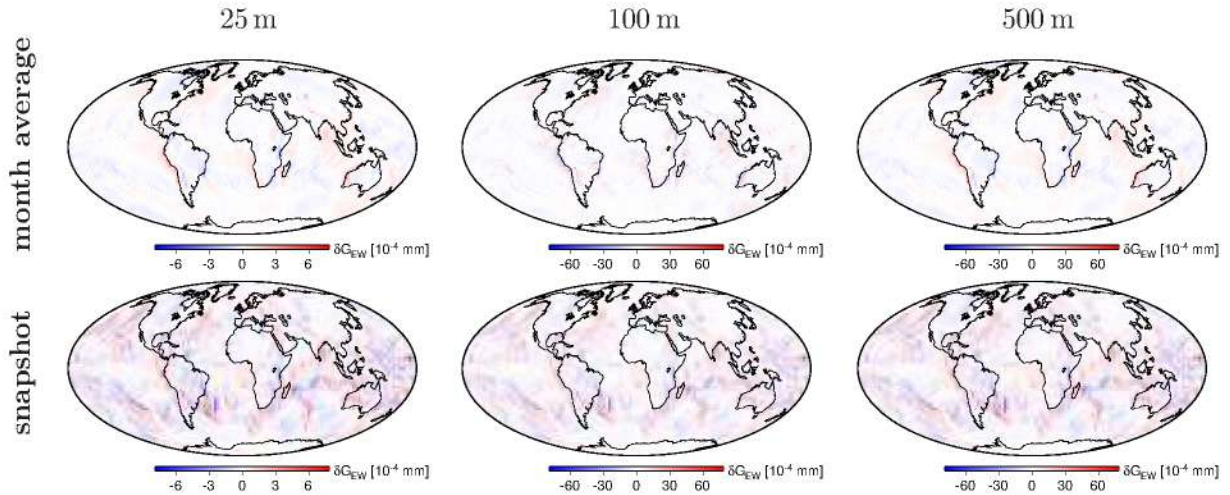 25 m 100 m 500 m
month average
δG_EW [10^-4 mm] δG_EW [10^-4 mm] δG_EW [10^-4 mm]
-6 -3 0 3 6 -60 -30 0 30 60 -60 -30 0 30 60
snapshot
δG_EW [10^-4 mm] δG_EW [10^-4 mm] δG_EW [10^-4 mm]
-6 -3 0 3 6 -60 -30 0 30 60 -60 -30 0 30 60